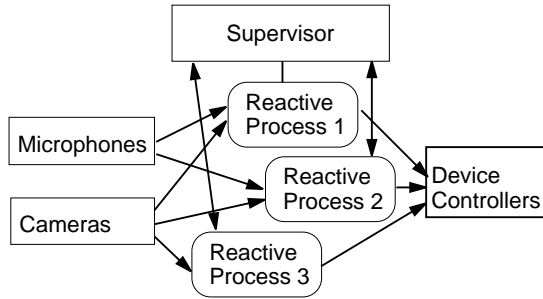 Supervisor
Reactive
Process 1
Microphones
Reactive
Process 2
Device
Controllers
Cameras
Reactive
Process 3